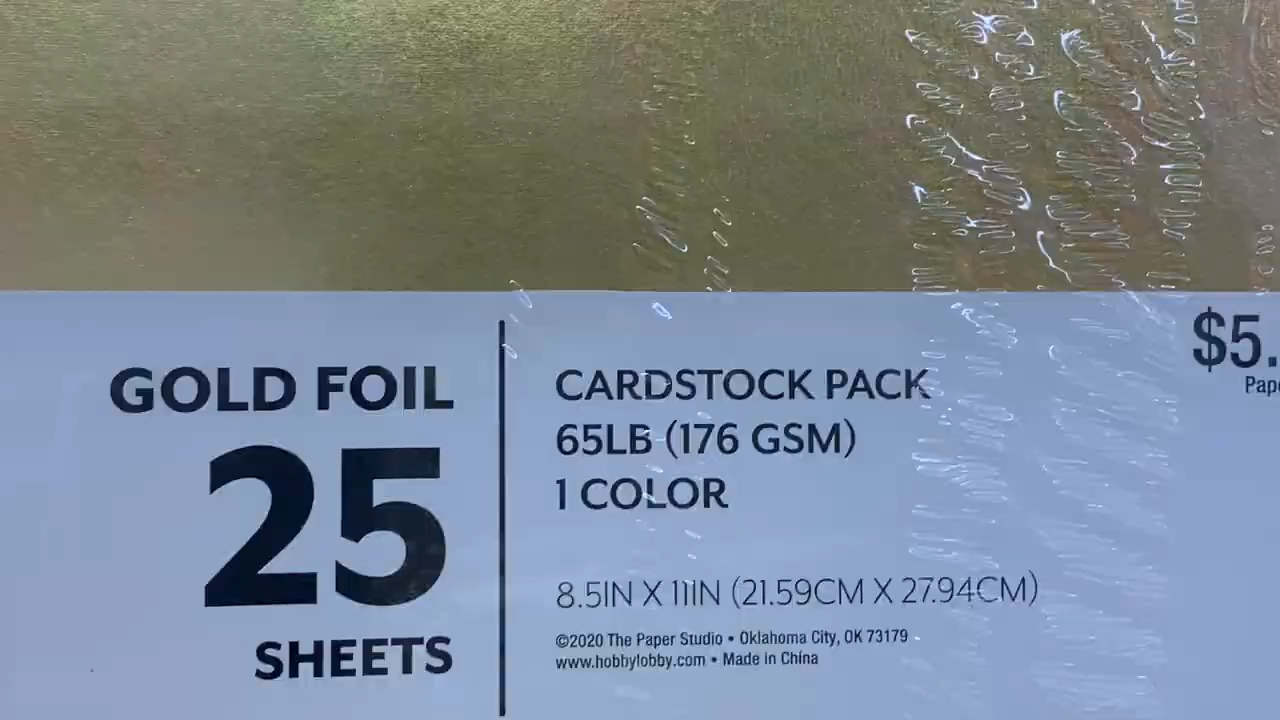 GOLD FOIL
25
SHEETS
CARDSTOCK PACK
65LB (176 GSM)
1 COLOR
8.5IN X 11IN (21.59CM X 27.94CM)
©2020 The Paper Studio • Oklahoma City, OK 73179
www.hobbylobby.com • Made in China
$5.